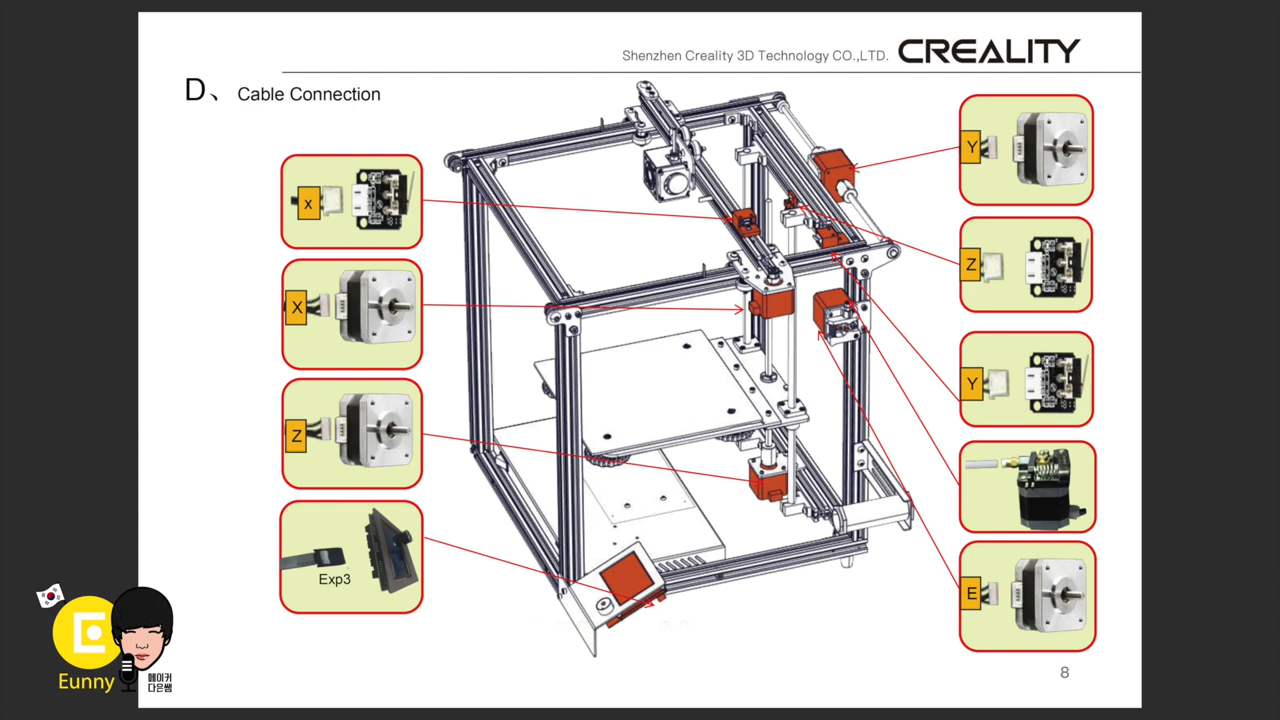 Shenzhen Creality 3D Technology CO.,LTD. CREALITY
D、 Cable Connection
x
X
Z
Exp3
Y
Z
Y
E
8
Eunny
메이커
다은쌤